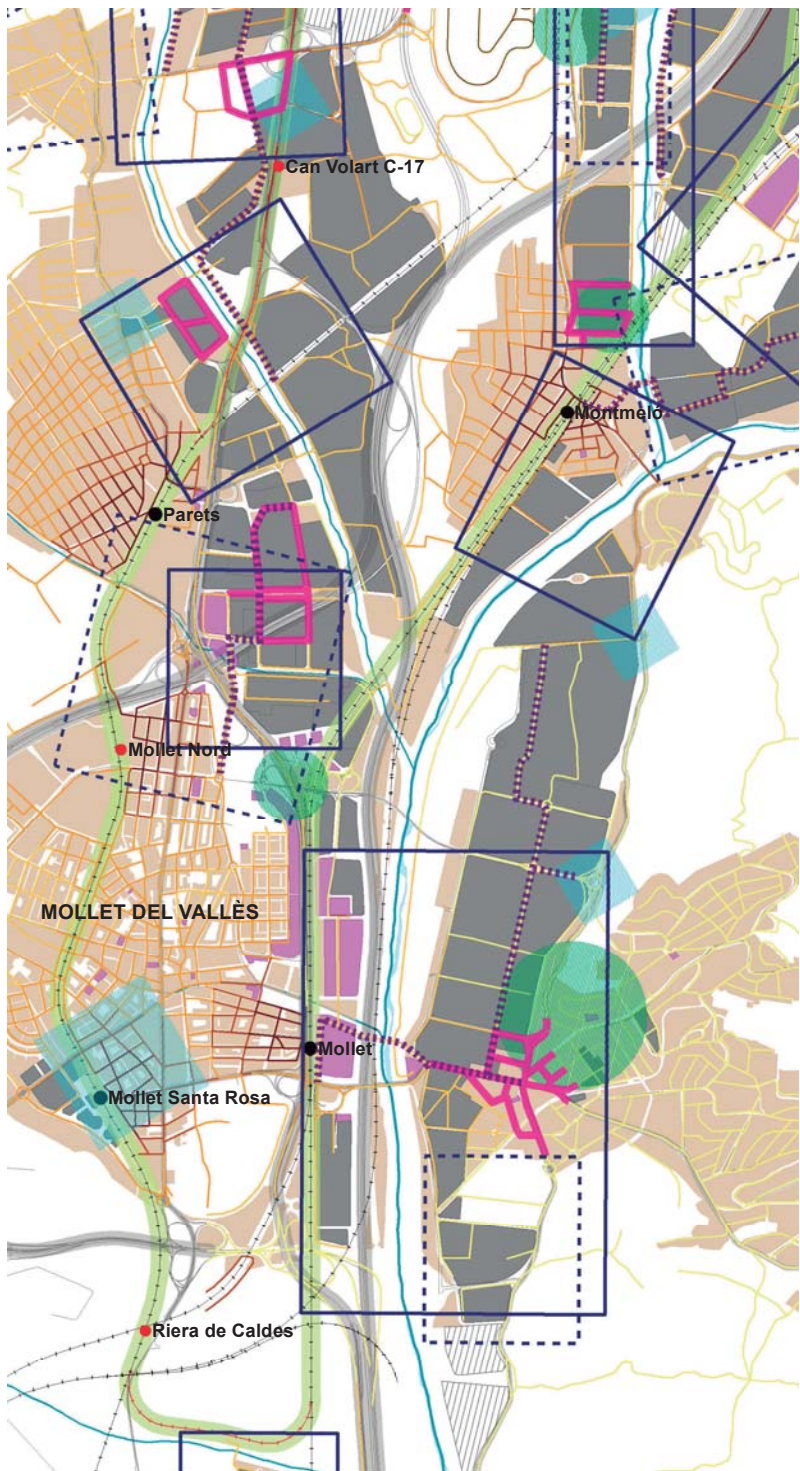 Can Volart C-17
Montmeló
Parets
Mollet Nord
MOLLET DEL VALLÈS
Mollet
Mollet Santa Rosa
Riera de Caldes